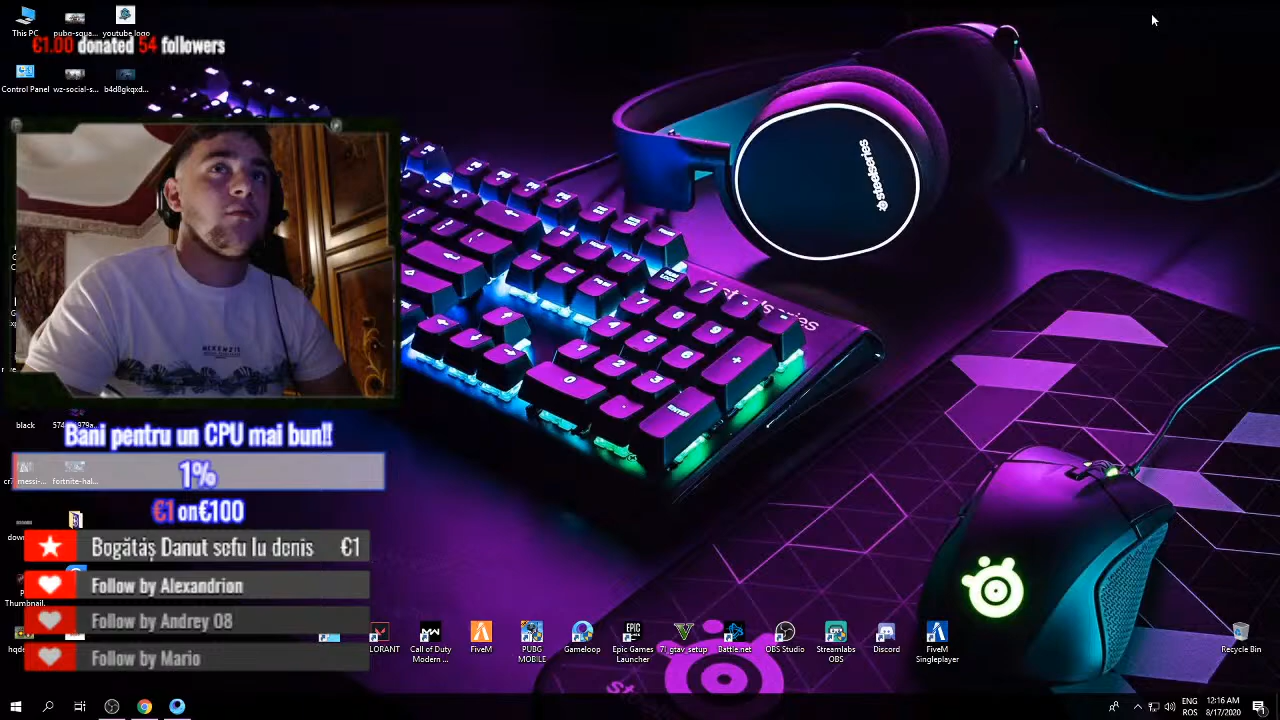 This PC
pubg-squa...
youtube logo
€1.00 donated 54 followers
Control Panel
wz-social-s...
b4d8gkqxd...
steelseries
MCKENZIE
black
Bani pentru un CPU mai bun!!
1%
€1 on €100
Bogătáș Danut sefu lu denis €1
Follow by Alexandrion
Follow by Andrey 08
Follow by Mario
fortnite-hal...
Thumbnail.
Call of Duty Modern ...
FiveM
PUBG MOBILE
Gameloop
Epic Games Launcher
7!_gtav_setup
Battle.net
OBS Studio
Streamlabs OBS
Discord
FiveM Singleplayer
Recycle Bin
ENG
ROS
12:16 AM
8/17/2020